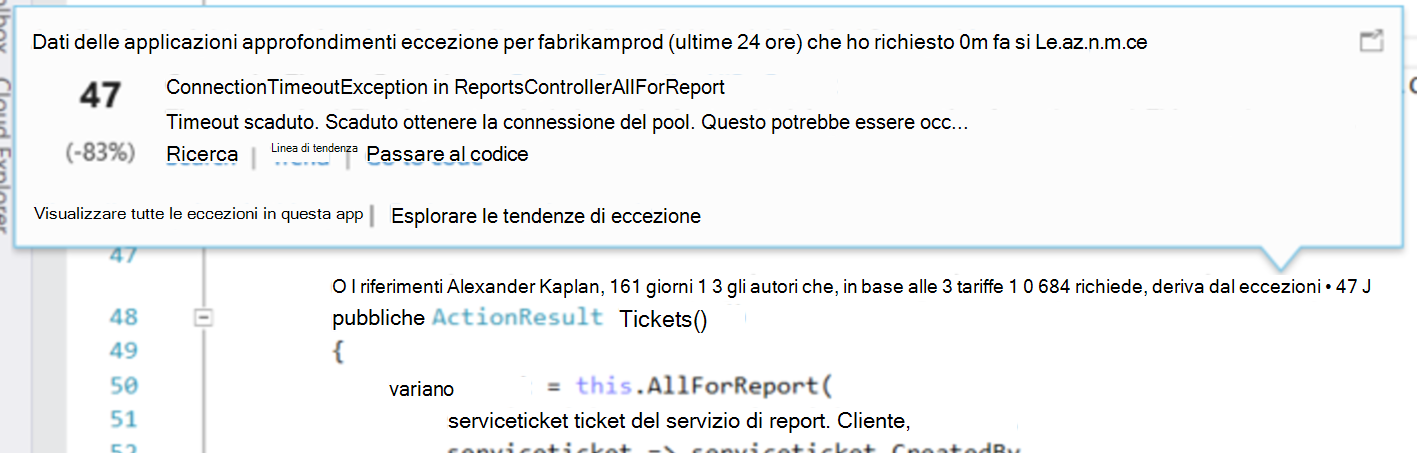 Dati delle applicazioni approfondimenti eccezione per fabrikamprod (ultime 24 ore) che ho richiesto 0m fa si Le.az.n.m.ce
47 ConnectionTimeoutException in ReportsControllerAllForReport
Timeout scaduto. Scaduto ottenere la connessione del pool. Questo potrebbe essere occ...
(-83%) Ricerca | Linea di tendenza | Passare al codice
Visualizzare tutte le eccezioni in questa app | Esplorare le tendenze di eccezione
Cloud Explorer
47
O I riferimenti Alexander Kaplan, 161 giorni 1 3 gli autori che, in base alle 3 tariffe 1 0 684 richiede, deriva dal eccezioni • 47 J
48 pubbliche ActionResult Tickets()
49 {
50 variano = this.AllForReport(
51 serviceticket ticket del servizio di report. Cliente,
52 serviceticket => serviceticket.CreatedBy